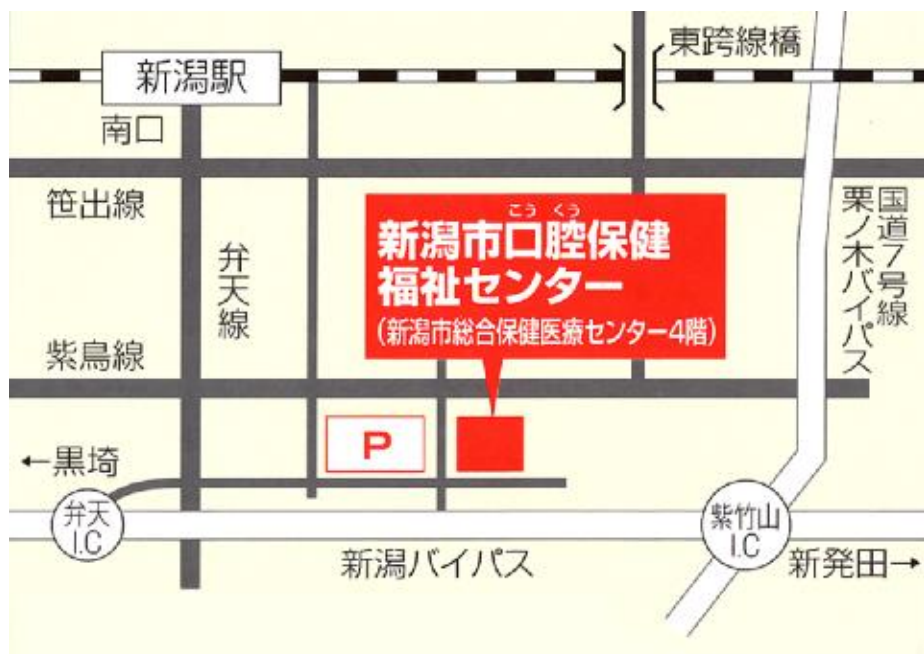 東跨線橋
新潟駅
南口
笹出線
国道7号線
栗ノ木バイパス
こう くう
新潟市口腔保健
福祉センター
(新潟市総合保健医療センター4階)
弁天線
紫鳥線
P
←黒埼
弁天
I.C
紫竹山
I.C
新潟バイパス
新発田→